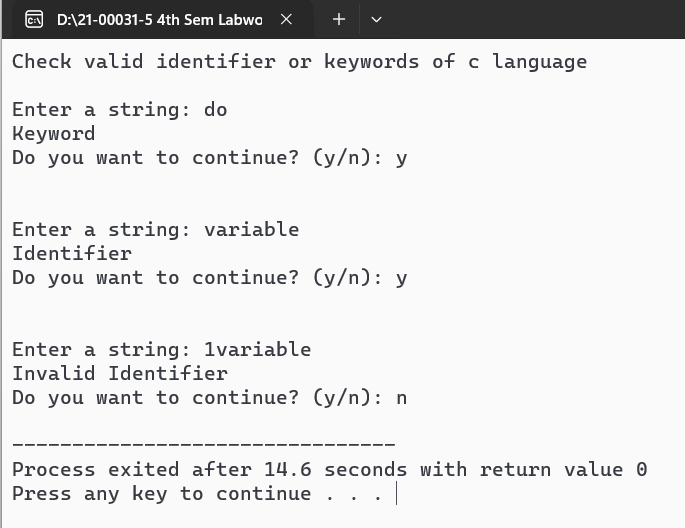 D:\21-00031-5 4th Sem Labwo
Check valid identifier or keywords of c language
Enter a string: do
Keyword
Do you want to continue? (y/n): y
Enter a string: variable
Identifier
Do you want to continue? (y/n): y
Enter a string: 1variable
Invalid Identifier
Do you want to continue? (y/n): n
--------------------------------
Process exited after 14.6 seconds with return value 0
Press any key to continue . . .